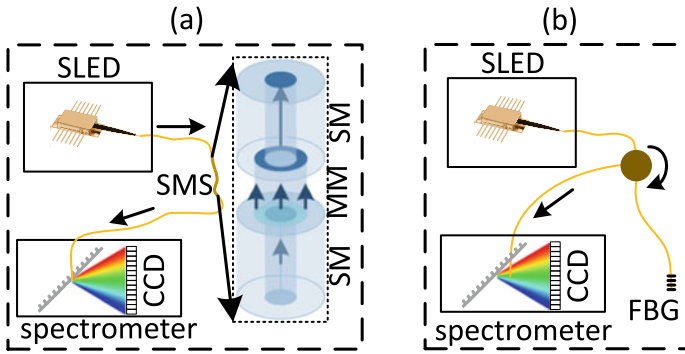 (a)
SLED
SMS
SM
MM
SM
CCD
spectrometer
(b)
SLED
CCD
spectrometer
FBG